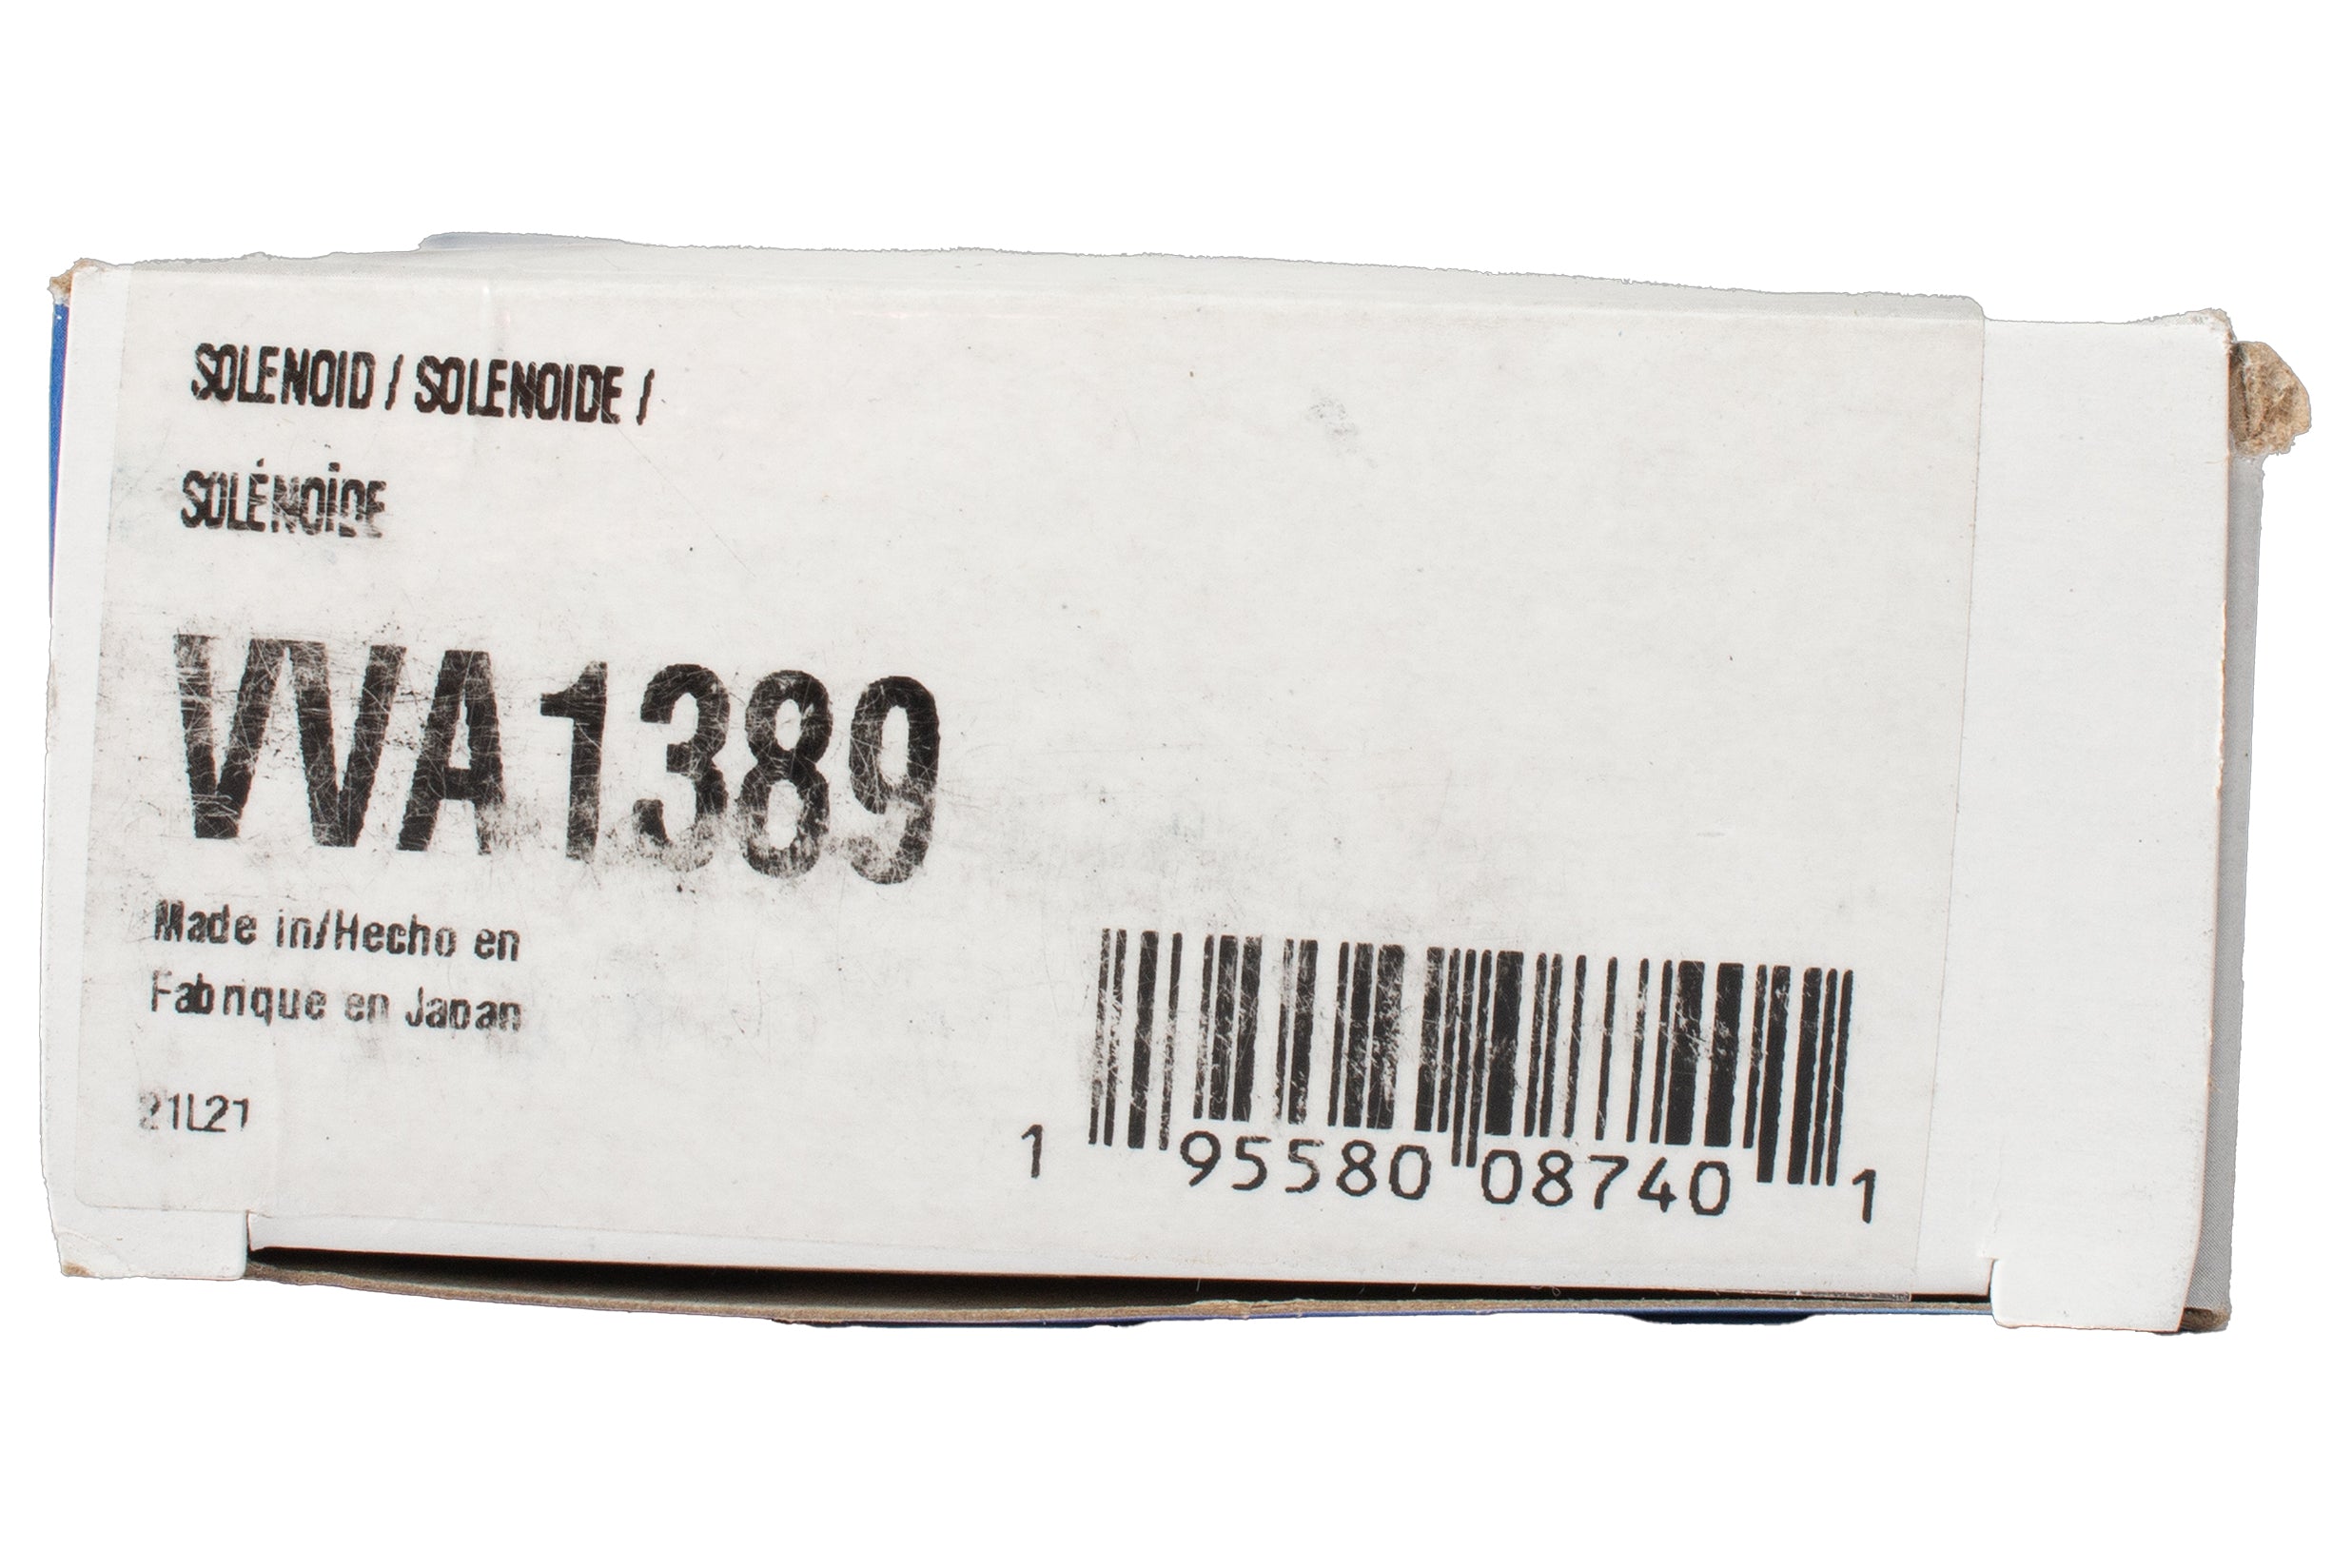 SOLENOID / SOLENOIDE /
SOLÉNOÏDE
VVA1389
Made in/Hecho en
Fabrique en Japan
21L21
1 95580 08740 1